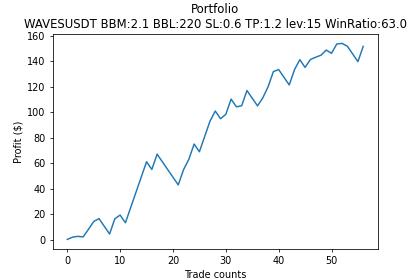 Portfolio
WAVESUSDT BBM:2.1 BBL:220 SL:0.6 TP:1.2 lev:15 WinRatio:63.0
160
140
120
100
80
60
40
20
0
Profit ($)
0 10 20 30 40 50
Trade counts